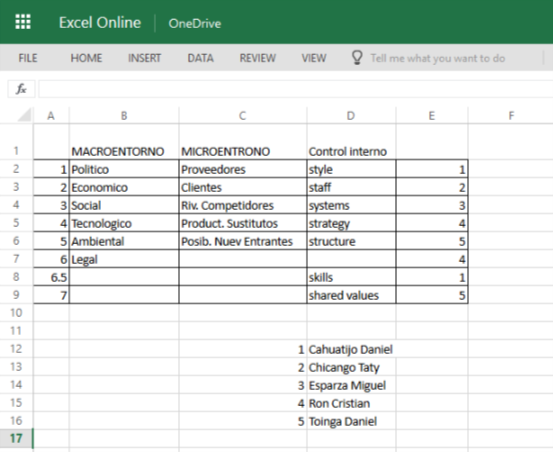 Excel Online OneDrive
FILE HOME INSERT DATA REVIEW VIEW Tell me what you want to do
fx
A B C D E F
1 MACROENTORNO MICROENTRONO Control interno
2 1 Politico Proveedores style 1
3 2 Economico Clientes staff 2
4 3 Social Riv. Competidores systems 3
5 4 Tecnologico Product. Sustitutos strategy 4
6 5 Ambiental Posib. Nuev Entrantes structure 5
7 6 Legal 4
8 6.5 skills 1
9 7 shared values 5
10
11
12 1 Cahuatijo Daniel
13 2 Chicango Taty
14 3 Esparza Miguel
15 4 Ron Cristian
16 5 Toinga Daniel
17